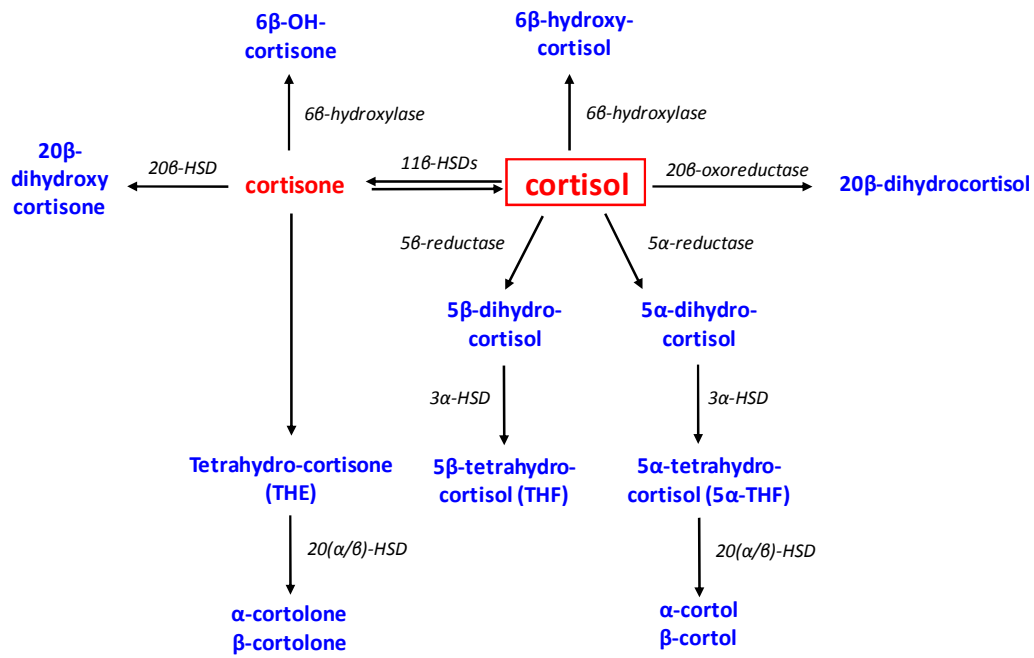 6β-OH-
cortisone
6β-hydroxy-
cortisol
6β-hydroxylase
6β-hydroxylase
20β-
dihydroxy
cortisone
20β-HSD
cortisone
11β-HSDs
cortisol
20β-oxoreductase
20β-dihydrocortisol
5β-reductase
5α-reductase
5β-dihydro-
cortisol
5α-dihydro-
cortisol
3α-HSD
3α-HSD
Tetrahydro-cortisone
(THE)
5β-tetrahydro-
cortisol (THF)
5α-tetrahydro-
cortisol (5α-THF)
20(α/β)-HSD
20(α/β)-HSD
α-cortolone
β-cortolone
α-cortol
β-cortol